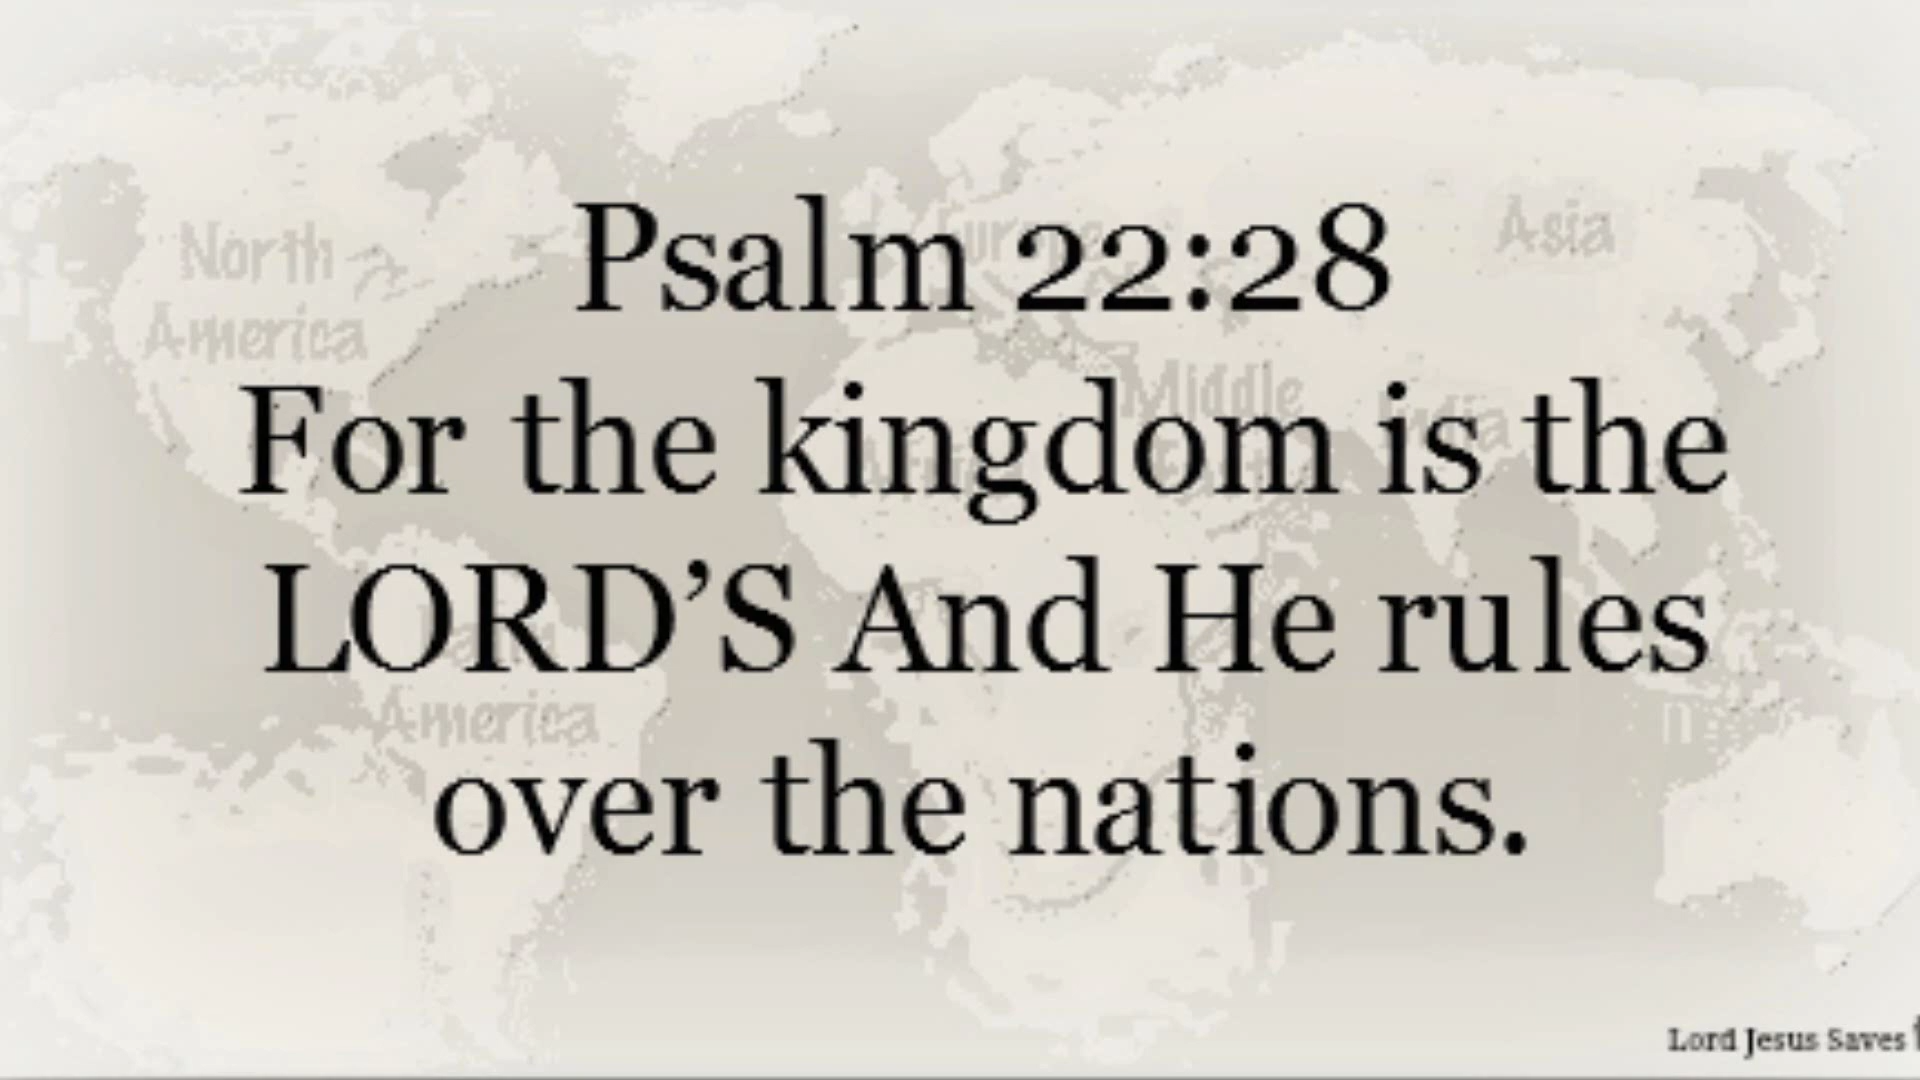 Psalm 22:28
For the kingdom is the
LORD’S And He rules
over the nations.
North
America
Asia
Middle
India
America
Lord Jesus Saves